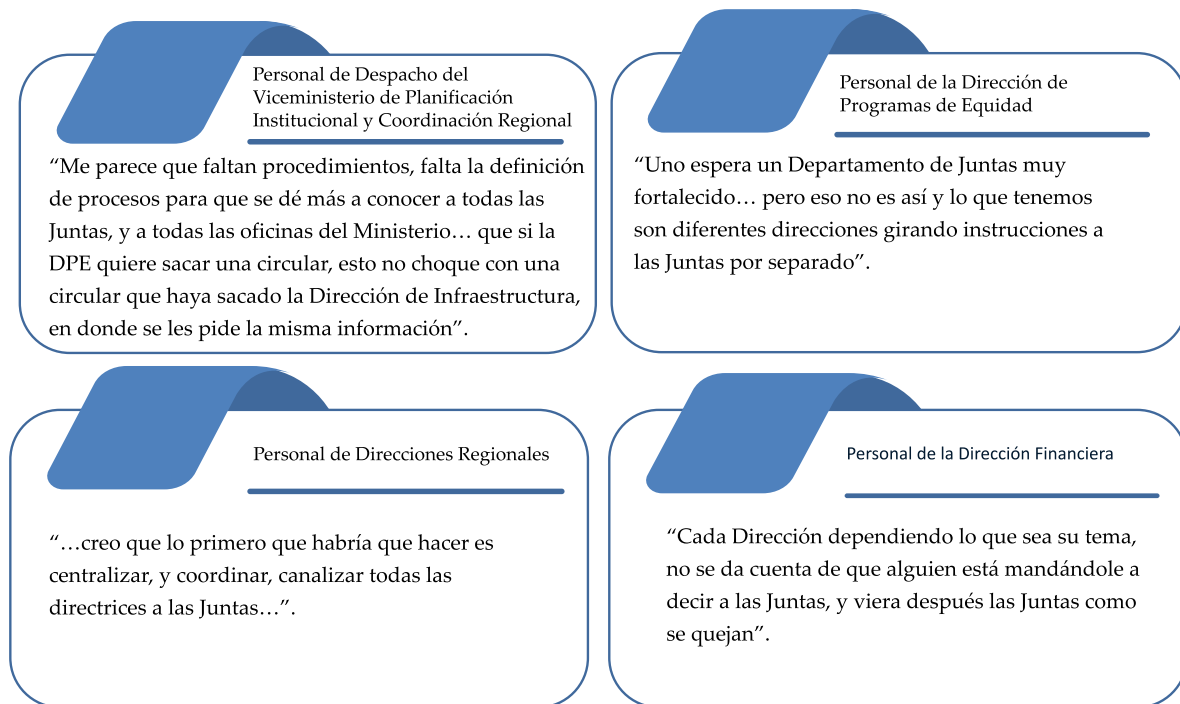 Personal de Despacho del
Viceministerio de Planificación
Institucional y Coordinación Regional
“Me parece que faltan procedimientos, falta la definición
de procesos para que se dé más a conocer a todas las
Juntas, y a todas las oficinas del Ministerio… que si la
DPE quiere sacar una circular, esto no choque con una
circular que haya sacado la Dirección de Infraestructura,
en donde se les pide la misma información”.
Personal de la Dirección de
Programas de Equidad
“Uno espera un Departamento de Juntas muy
fortalecido… pero eso no es así y lo que tenemos
son diferentes direcciones girando instrucciones a
las Juntas por separado”.
Personal de Direcciones Regionales
“…creo que lo primero que habría que hacer es
centralizar, y coordinar, canalizar todas las
directrices a las Juntas…”.
Personal de la Dirección Financiera
“Cada Dirección dependiendo lo que sea su tema,
no se da cuenta de que alguien está mandándole a
decir a las Juntas, y viera después las Juntas como
se quejan”.